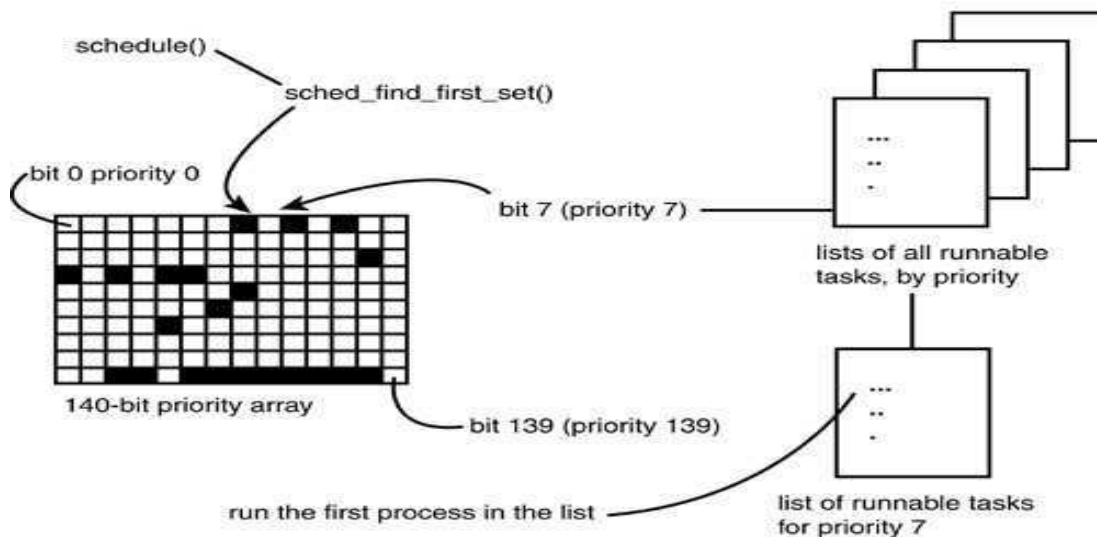 schedule()
sched_find_first_set()
bit 0 priority 0
bit 7 (priority 7)
lists of all runnable
tasks, by priority
140-bit priority array
bit 139 (priority 139)
run the first process in the list
list of runnable tasks
for priority 7